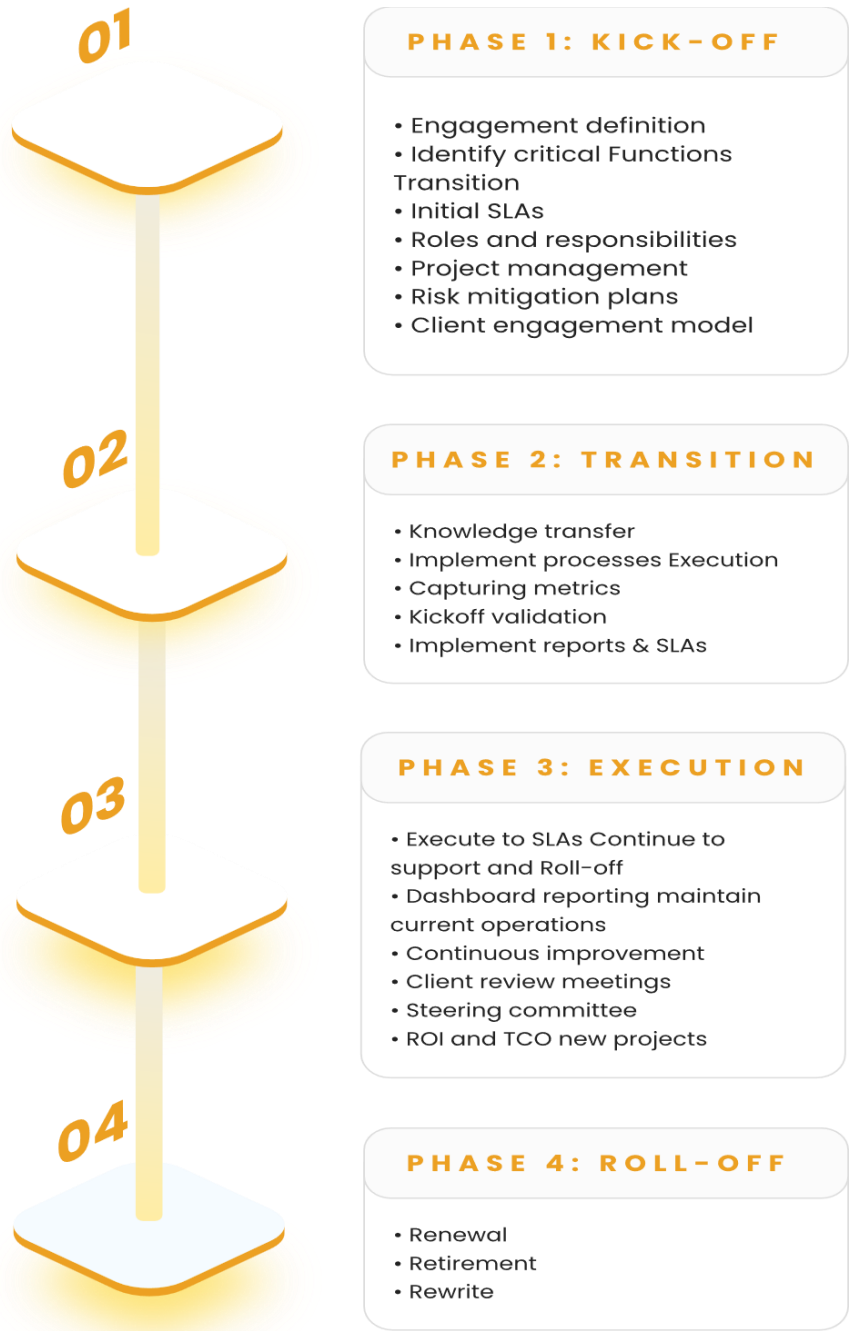 01
PHASE 1: KICK-OFF
• Engagement definition
• Identify critical Functions
Transition
• Initial SLAs
• Roles and responsibilities
• Project management
• Risk mitigation plans
• Client engagement model
02
PHASE 2: TRANSITION
• Knowledge transfer
• Implement processes Execution
• Capturing metrics
• Kickoff validation
• Implement reports & SLAs
03
PHASE 3: EXECUTION
• Execute to SLAs Continue to
support and Roll-off
• Dashboard reporting maintain
current operations
• Continuous improvement
• Client review meetings
• Steering committee
• ROI and TCO new projects
04
PHASE 4: ROLL-OFF
• Renewal
• Retirement
• Rewrite